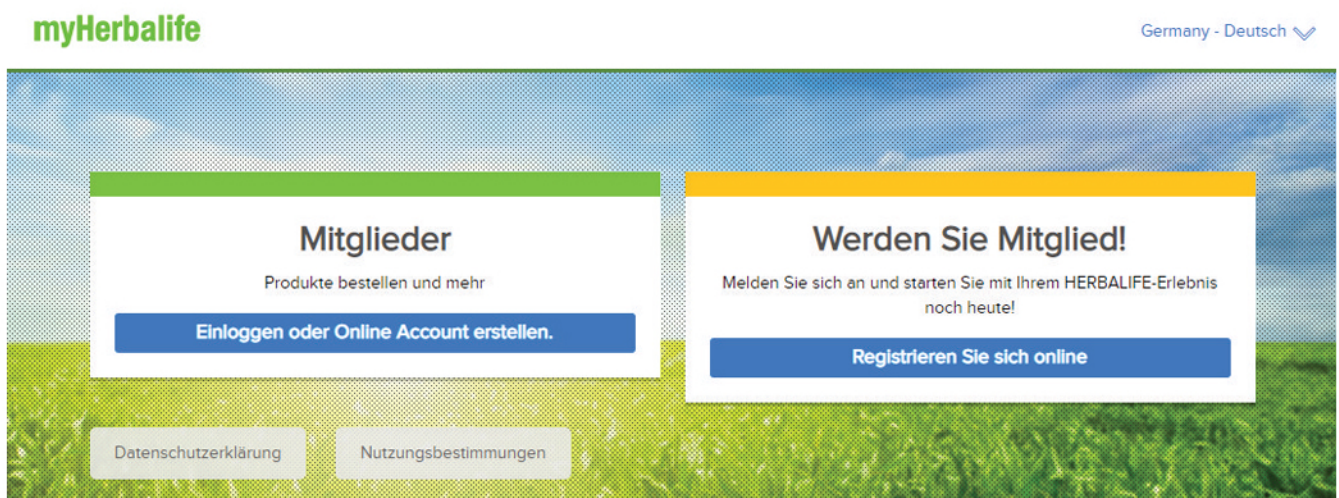 myHerbalife
Germany - Deutsch
Mitglieder
Produkte bestellen und mehr
Einloggen oder Online Account erstellen.
Werden Sie Mitglied!
Melden Sie sich an und starten Sie mit Ihrem HERBALIFE-Erlebnis
noch heute!
Registrieren Sie sich online
Datenschutzerklärung
Nutzungsbestimmungen